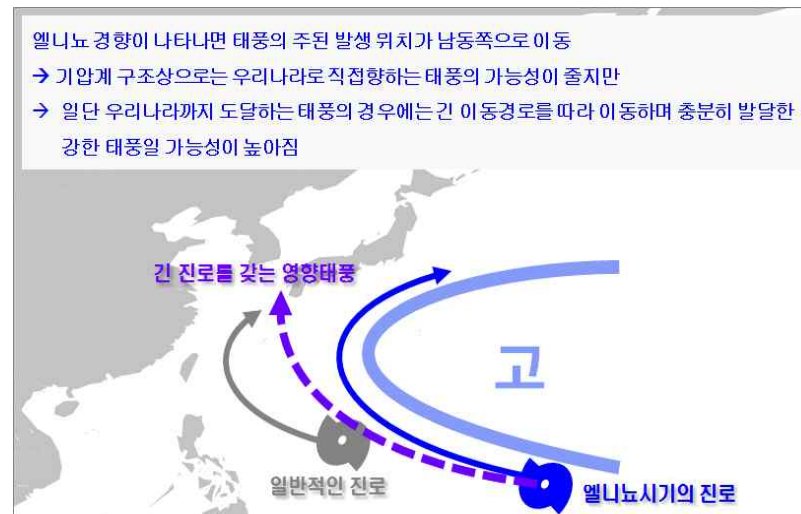 엘니뇨 경향이 나타나면 태풍의 주된 발생 위치가 남동쪽으로 이동
→ 기압계 구조상으로는 우리나라로 직접향하는 태풍의 가능성이 줄지만
→ 일단 우리나라까지 도달하는 태풍의 경우에는 긴 이동경로를 따라 이동하며 충분히 발달한
강한 태풍일 가능성이 높아짐
긴 진로를 갖는 영향태풍
고
일반적인 진로
엘니뇨시기의 진로